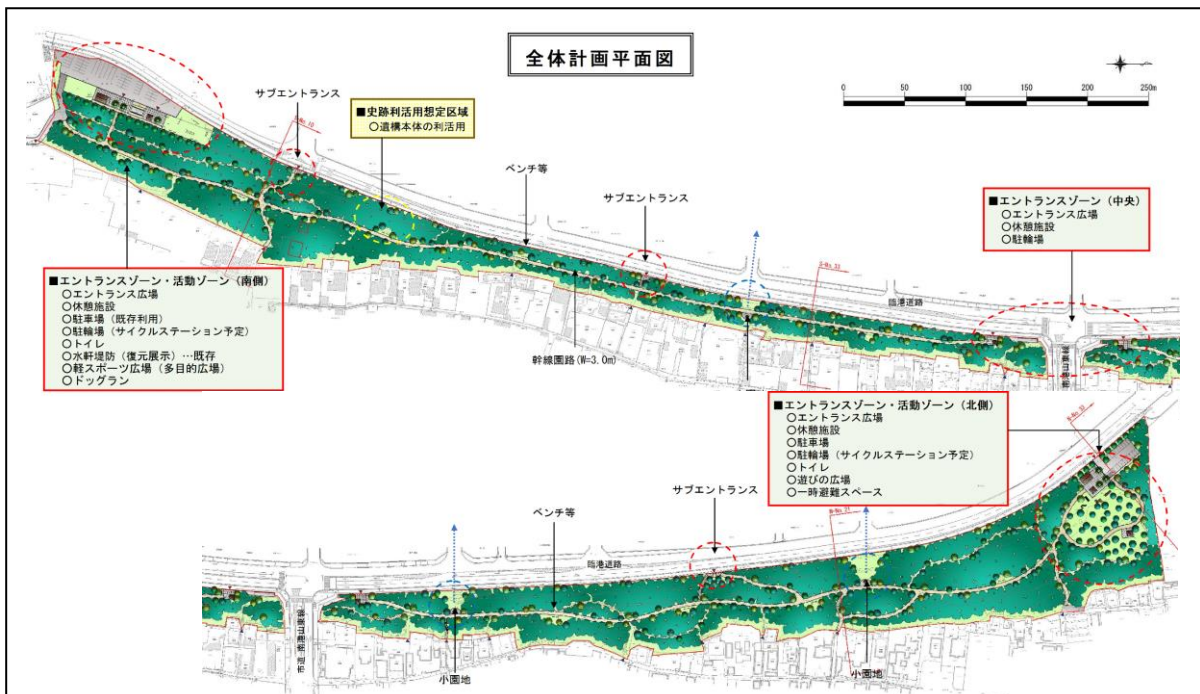 全体計画平面図
0 50 100 150 200 250m
サブエントランス
■史跡利活用想定区域
○遺構本体の利活用
ベンチ等
サブエントランス
■エントランスゾーン（中央）
○エントランス広場
○休憩施設
○駐輪場
■エントランスゾーン・活動ゾーン（南側）
○エントランス広場
○休憩施設
○駐車場（既存利用）
○駐輪場（サイクルステーション予定）
○トイレ
○水軒堤防（復元展示）…既存
○軽スポーツ広場（多目的広場）
○ドッグラン
臨港道路
幹線園路(W=3.0m)
■エントランスゾーン・活動ゾーン（北側）
○エントランス広場
○休憩施設
○駐車場
○駐輪場（サイクルステーション予定）
○トイレ
○遊びの広場
○一時避難スペース
サブエントランス
ベンチ等
臨港道路
小園地
小園地